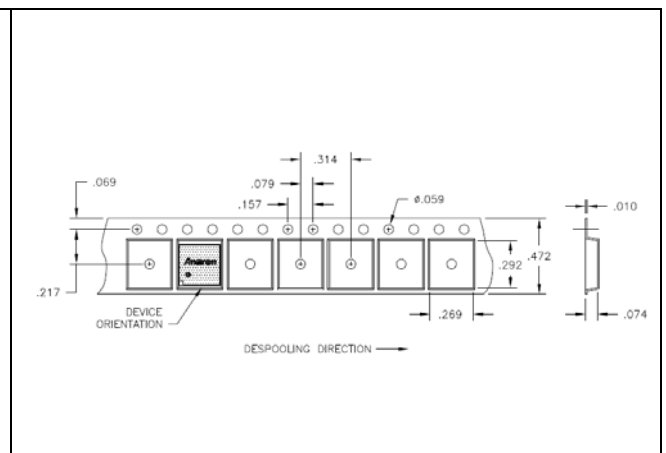 .314
.069
.079
ø.059
.157
.010
.472
.292
Anaren
.217
DEVICE
ORIENTATION
.269
.074
DESPOOLING DIRECTION